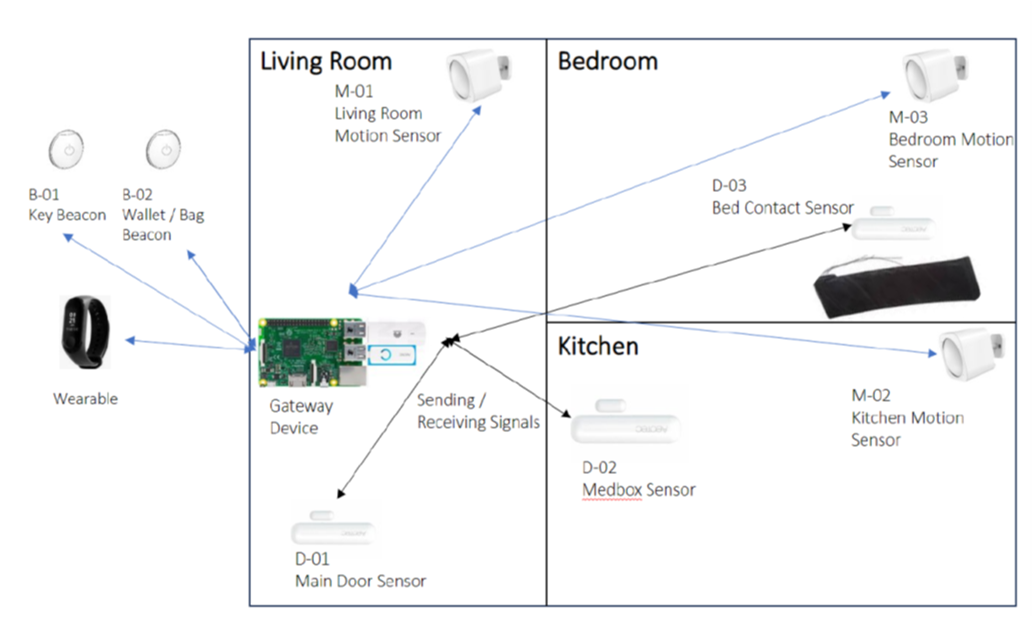 Living Room
Bedroom
M-01
Living Room
Motion Sensor
M-03
Bedroom Motion
Sensor
B-01
Key Beacon
B-02
Wallet / Bag
Beacon
D-03
Bed Contact Sensor
Kitchen
Wearable
Gateway
Device
Sending /
Receiving Signals
M-02
Kitchen Motion
Sensor
D-02
Medbox Sensor
D-01
Main Door Sensor